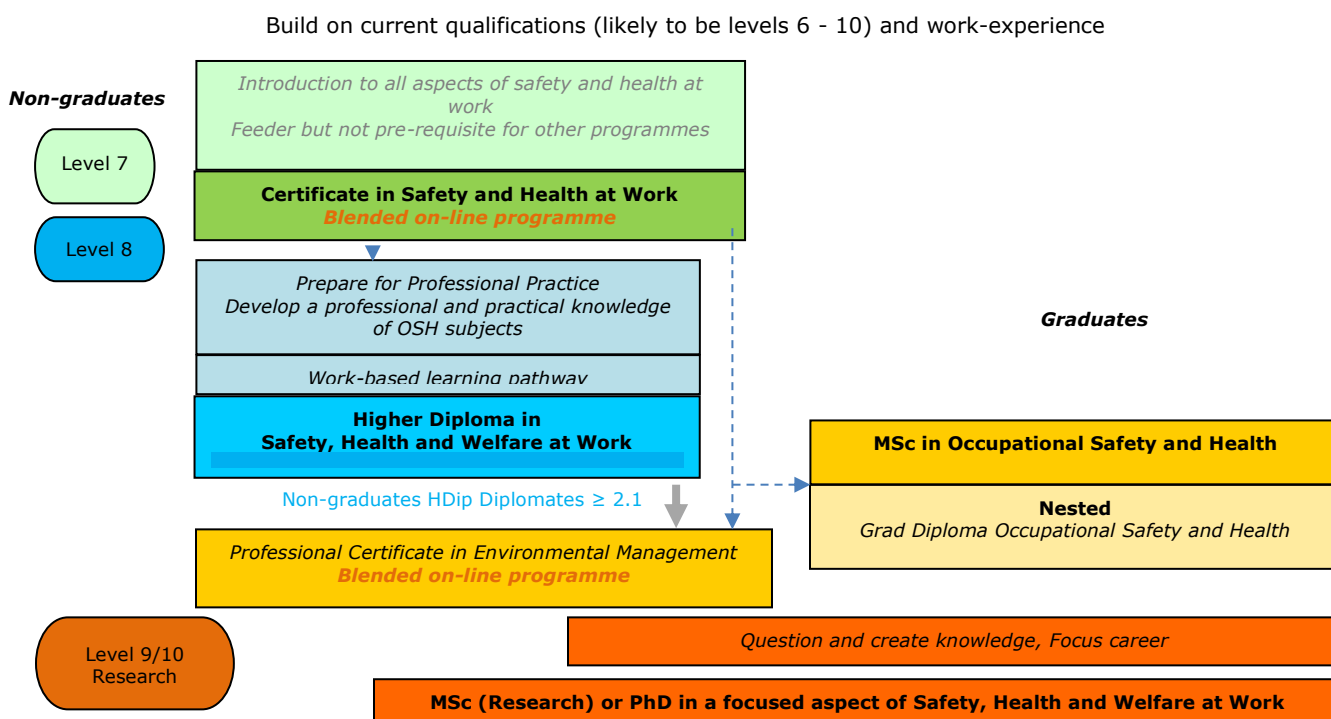 Build on current qualifications (likely to be levels 6 - 10) and work-experience
Non-graduates
Level 7
Level 8
Introduction to all aspects of safety and health at
work
Feeder but not pre-requisite for other programmes
Certificate in Safety and Health at Work
Blended on-line programme
Prepare for Professional Practice
Develop a professional and practical knowledge
of OSH subjects
Work-based learning pathway
Higher Diploma in
Safety, Health and Welfare at Work
Non-graduates HDip Diplomates ≥ 2.1
Professional Certificate in Environmental Management
Blended on-line programme
Graduates
MSc in Occupational Safety and Health
Nested
Grad Diploma Occupational Safety and Health
Level 9/10
Research
Question and create knowledge, Focus career
MSc (Research) or PhD in a focused aspect of Safety, Health and Welfare at Work